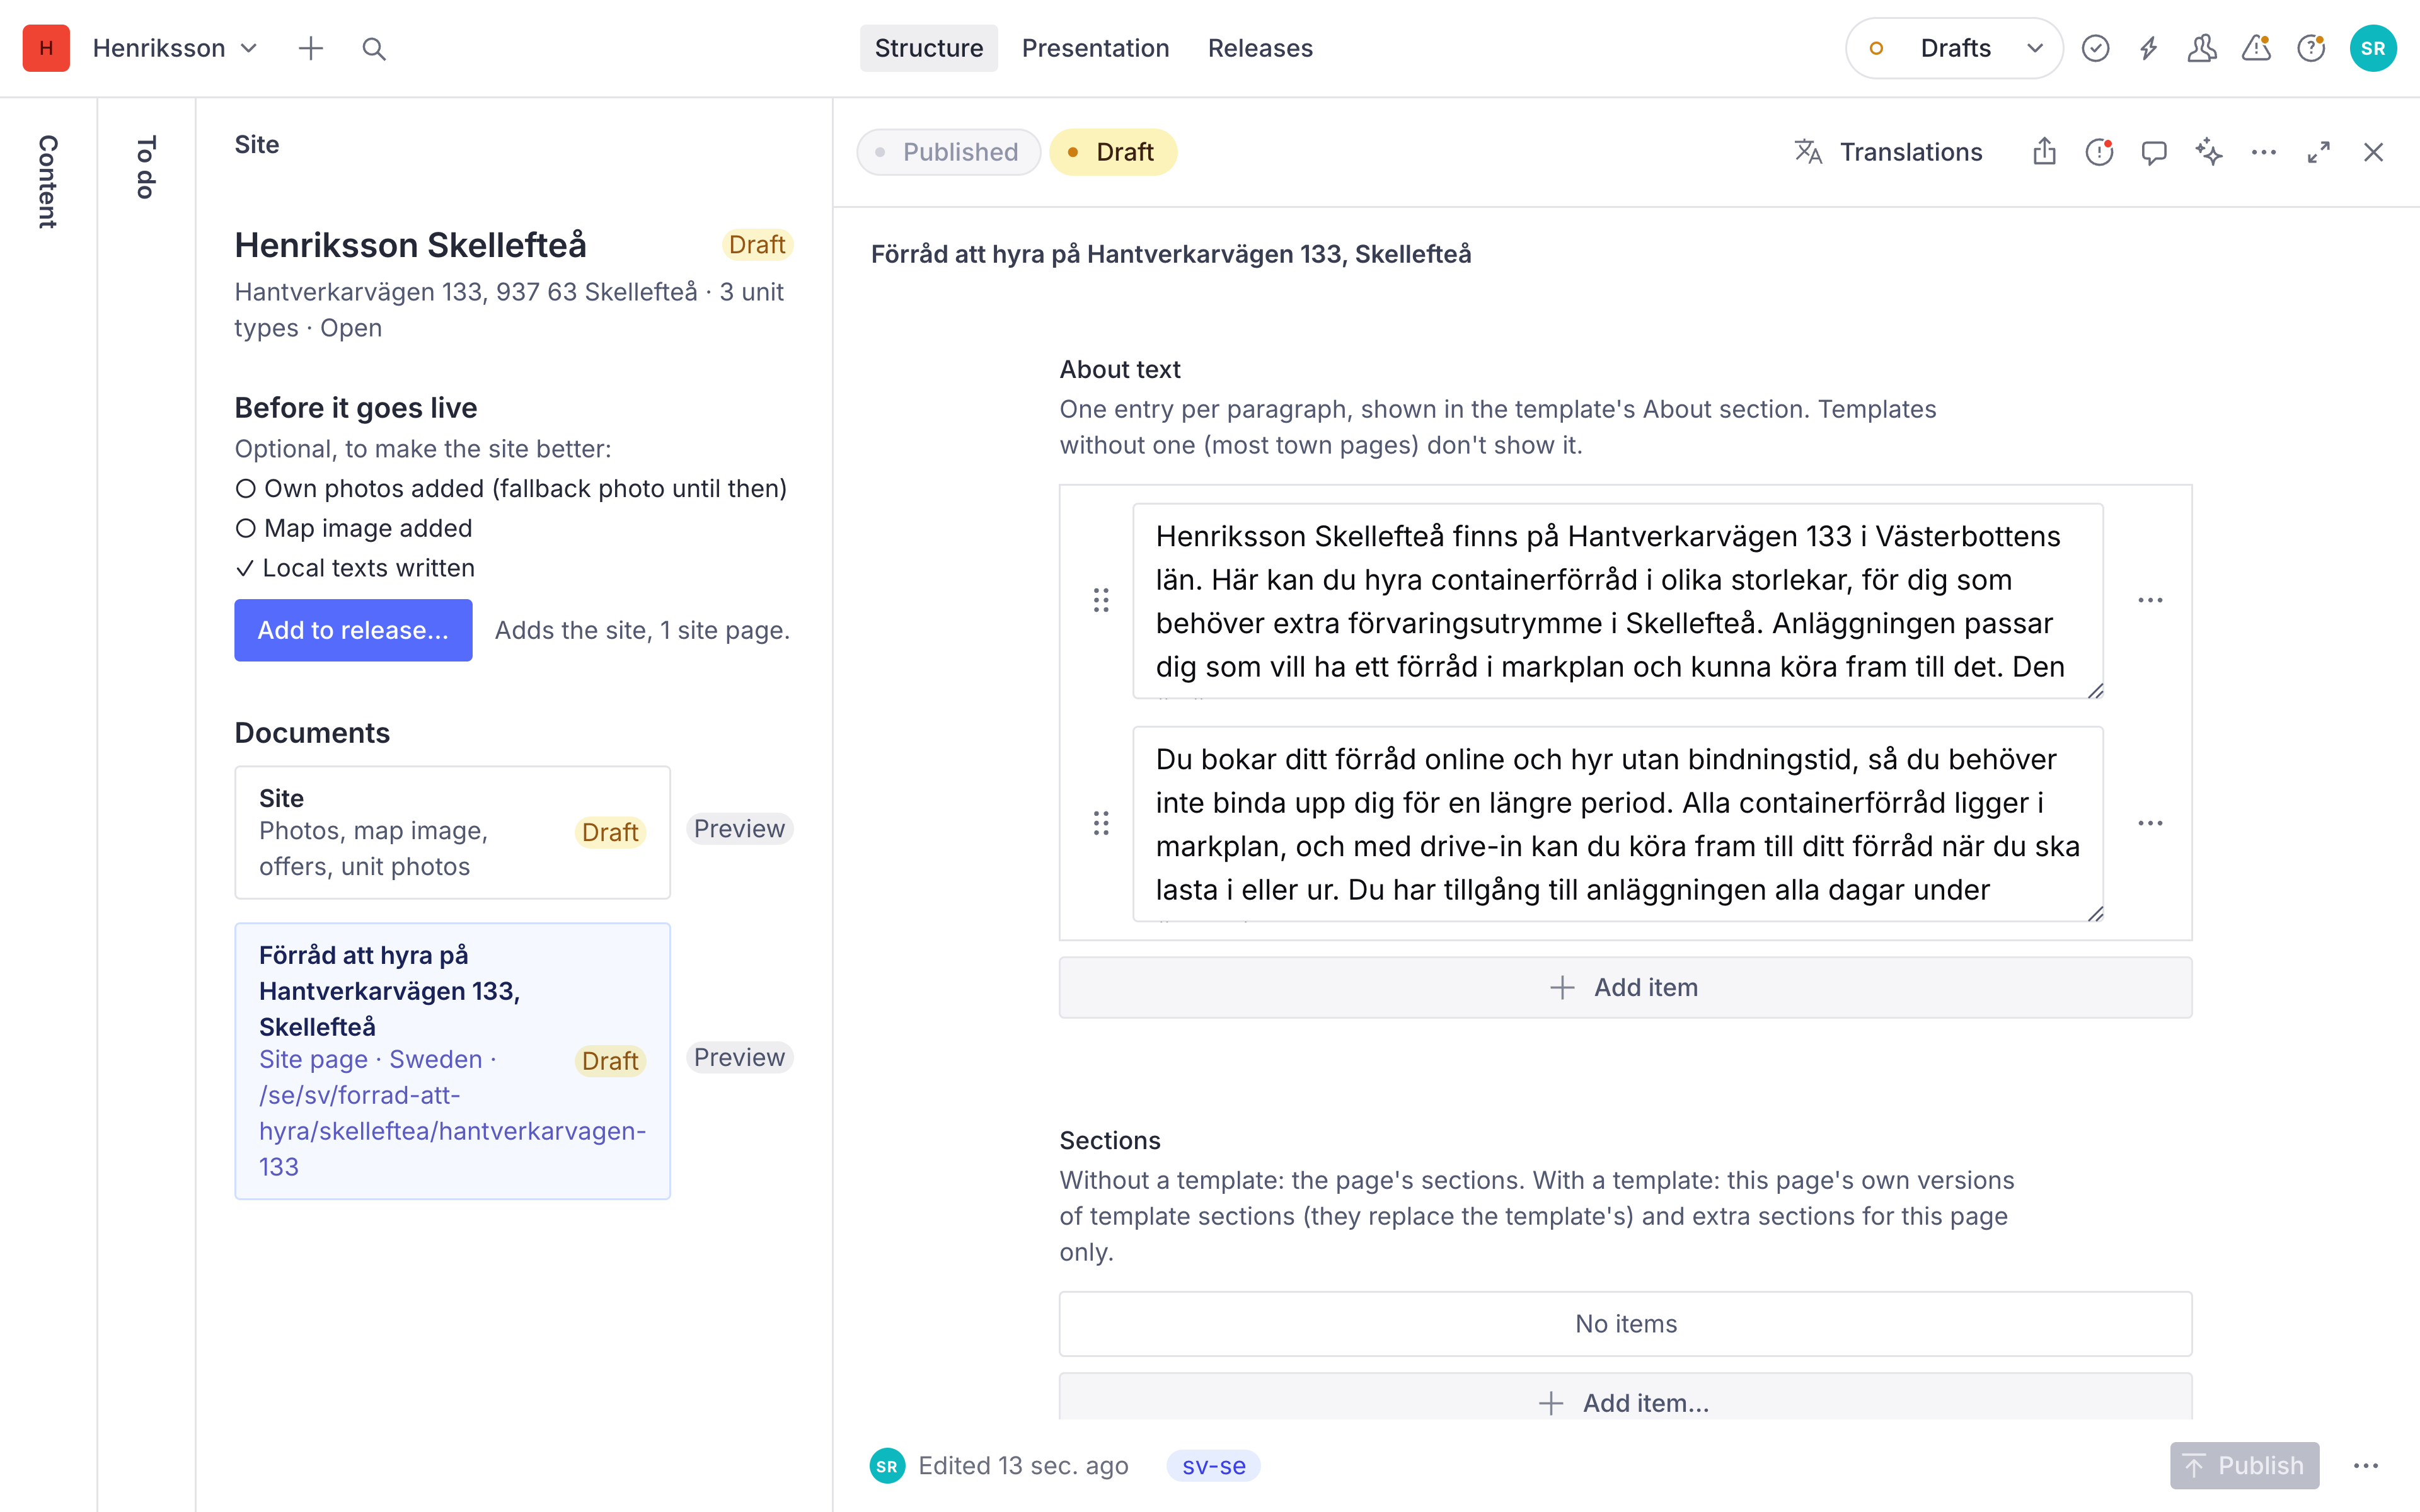 H
Henriksson
Structure
Presentation
Releases
Drafts
SR
Content
To do
Site
Henriksson Skellefteå
Draft
Hantverkarvägen 133, 937 63 Skellefteå · 3 unit
types · Open
Before it goes live
Optional, to make the site better:
Own photos added (fallback photo until then)
Map image added
✓ Local texts written
Add to release...
Adds the site, 1 site page.
Documents
Site
Photos, map image,
offers, unit photos
Draft
Preview
Förråd att hyra på
Hantverkarvägen 133,
Skellefteå
Site page · Sweden ·
/se/sv/forrad-att-
hyra/skelleftea/hantverkarvagen-
133
Draft
Preview
Published
Draft
Translations
Förråd att hyra på Hantverkarvägen 133, Skellefteå
About text
One entry per paragraph, shown in the template's About section. Templates
without one (most town pages) don't show it.
Henriksson Skellefteå finns på Hantverkarvägen 133 i Västerbottens
län. Här kan du hyra containerförråd i olika storlekar, för dig som
behöver extra förvaringsutrymme i Skellefteå. Anläggningen passar
dig som vill ha ett förråd i markplan och kunna köra fram till det. Den
Du bokar ditt förråd online och hyr utan bindningstid, så du behöver
inte binda upp dig för en längre period. Alla containerförråd ligger i
markplan, och med drive-in kan du köra fram till ditt förråd när du ska
lasta i eller ur. Du har tillgång till anläggningen alla dagar under
Add item
Sections
Without a template: the page's sections. With a template: this page's own versions
of template sections (they replace the template's) and extra sections for this page
only.
No items
Add item...
SR
Edited 13 sec. ago
sv-se
Publish